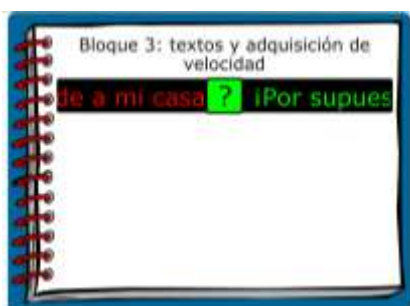 Bloque 3: textos y adquisición de
velocidad
de a mi casa ? ¡Por supues